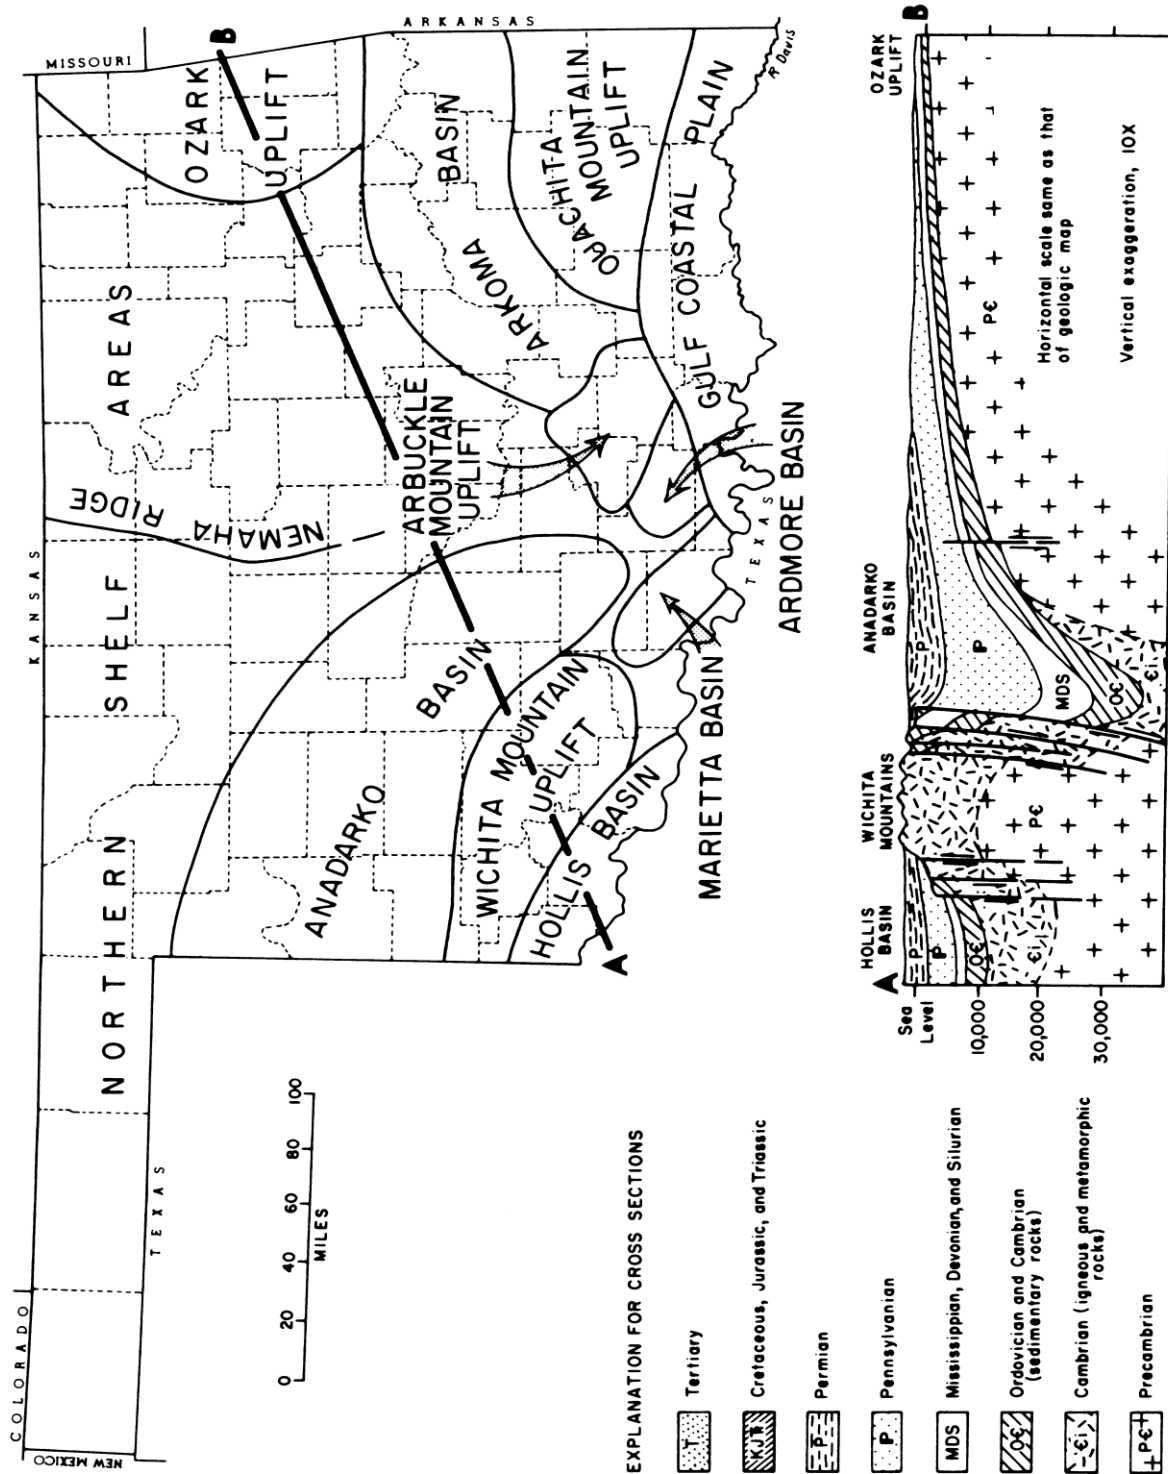 COLORADO
KANSAS
MISSOURI
NEW MEXICO
TEXAS
ARKANSAS
NORTHERN SHELF AREAS
NEMAHA RIDGE
OZARK
UPLIFT
B
ANADARKO BASIN
ARBUCKLE
MOUNTAIN
UPLIFT
ARKOMA BASIN
WICHITA MOUNTAIN
UPLIFT
OUACHITA
MOUNTAIN
UPLIFT
HOLLIS BASIN
A
GULF COASTAL PLAIN
MARIETTA BASIN
TEXAS
ARDMORE BASIN
R Davis
0 20 40 60 80 100
MILES
EXPLANATION FOR CROSS SECTIONS
T Tertiary
KJꞦ Cretaceous, Jurassic, and Triassic
P Permian
ℙ Pennsylvanian
MDS Mississippian, Devonian, and Silurian
O€ Ordovician and Cambrian
(sedimentary rocks)
€i Cambrian (igneous and metamorphic
rocks)
P€ Precambrian
A
HOLLIS
BASIN
WICHITA
MOUNTAINS
ANADARKO
BASIN
OZARK
UPLIFT
B
Sea
Level
10,000
20,000
30,000
P
ℙ
O€
€i
P€
P
ℙ
MDS
O€
€i
P€
Horizontal scale same as that
of geologic map
Vertical exaggeration, 10X